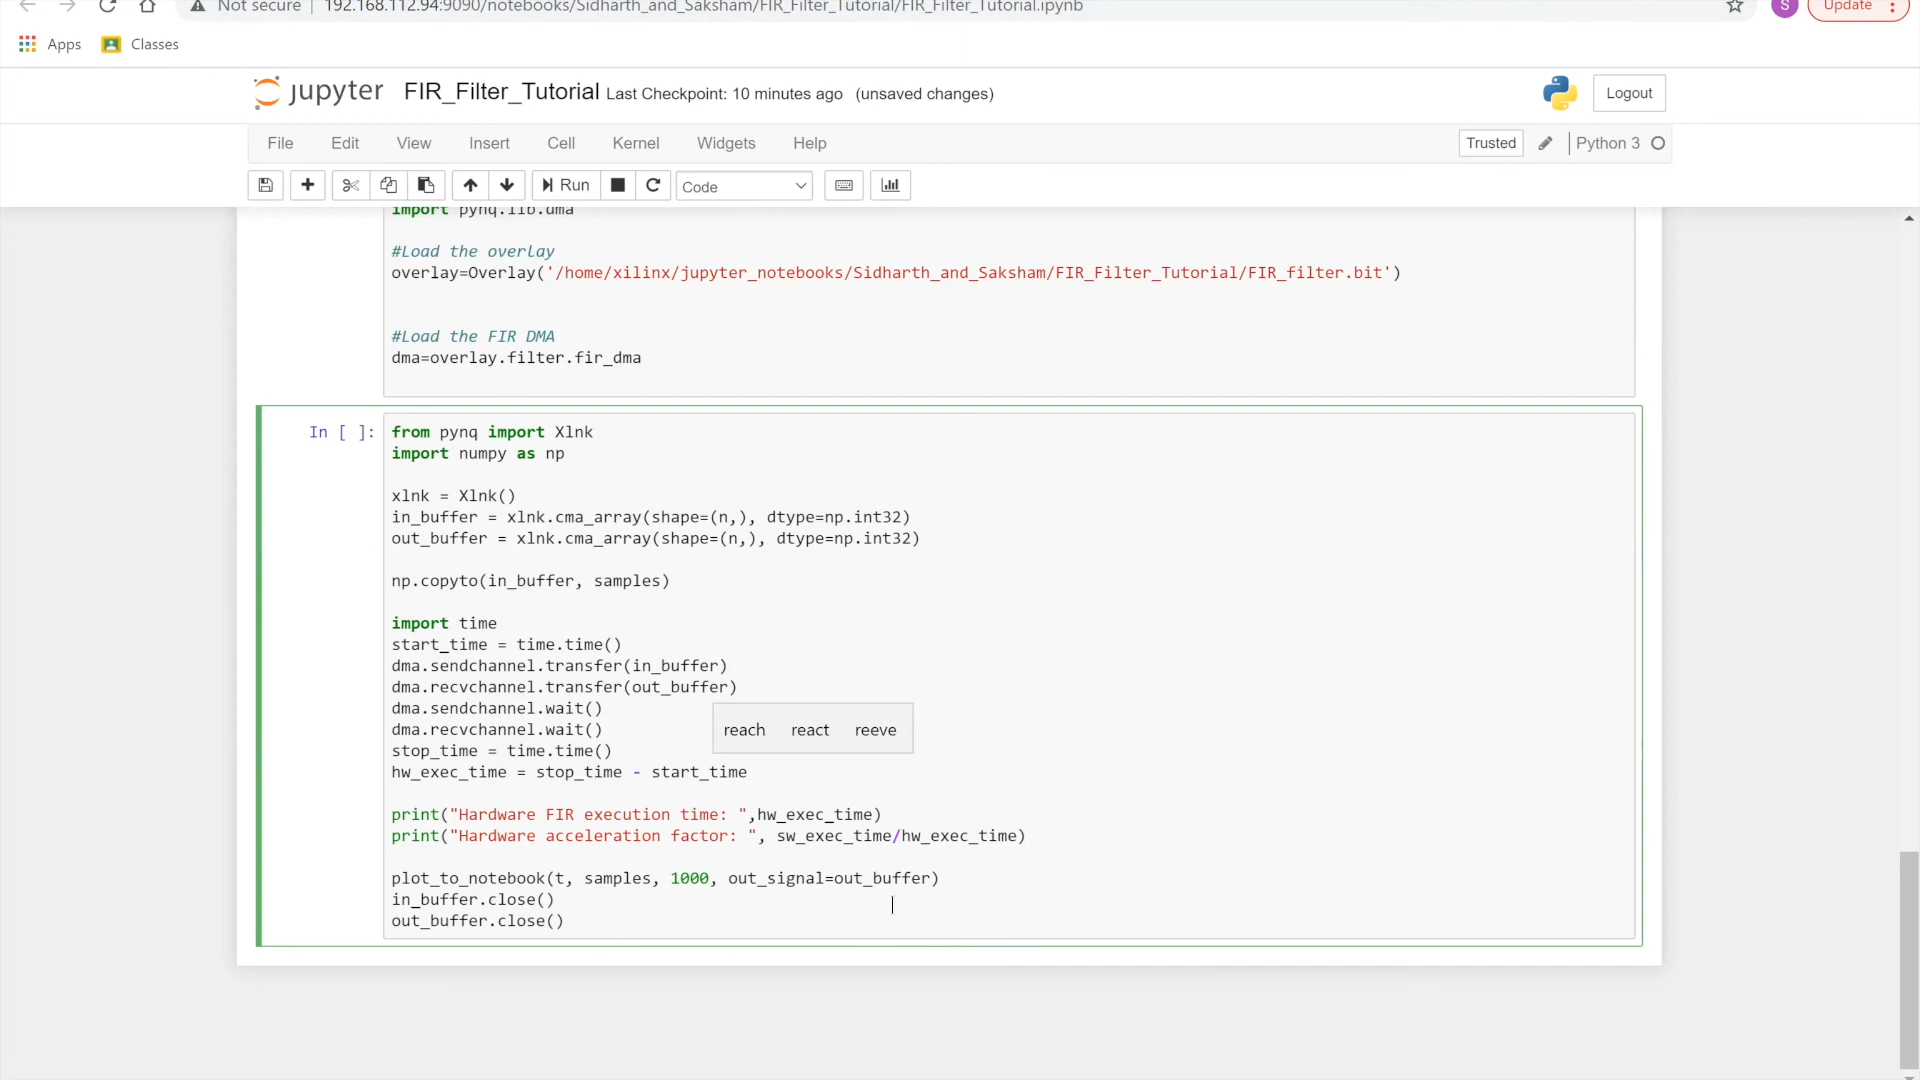 Not secure | 192.168.112.94:9090/notebooks/Sidharth_and_Saksham/FIR_Filter_Tutorial/FIR_Filter_Tutorial.ipynb S Update
Apps Classes
jupyter FIR_Filter_Tutorial Last Checkpoint: 10 minutes ago (unsaved changes) Logout
File Edit View Insert Cell Kernel Widgets Help Trusted Python 3
Run Code
import pynq.lib.dma
#Load the overlay
overlay=Overlay('/home/xilinx/jupyter_notebooks/Sidharth_and_Saksham/FIR_Filter_Tutorial/FIR_filter.bit')
#Load the FIR DMA
dma=overlay.filter.fir_dma
In [ ]: from pynq import Xlnk
import numpy as np
xlnk = Xlnk()
in_buffer = xlnk.cma_array(shape=(n,), dtype=np.int32)
out_buffer = xlnk.cma_array(shape=(n,), dtype=np.int32)
np.copyto(in_buffer, samples)
import time
start_time = time.time()
dma.sendchannel.transfer(in_buffer)
dma.recvchannel.transfer(out_buffer)
dma.sendchannel.wait()
dma.recvchannel.wait() reach react reeve
stop_time = time.time()
hw_exec_time = stop_time - start_time
print("Hardware FIR execution time: ",hw_exec_time)
print("Hardware acceleration factor: ", sw_exec_time/hw_exec_time)
plot_to_notebook(t, samples, 1000, out_signal=out_buffer)
in_buffer.close()
out_buffer.close()